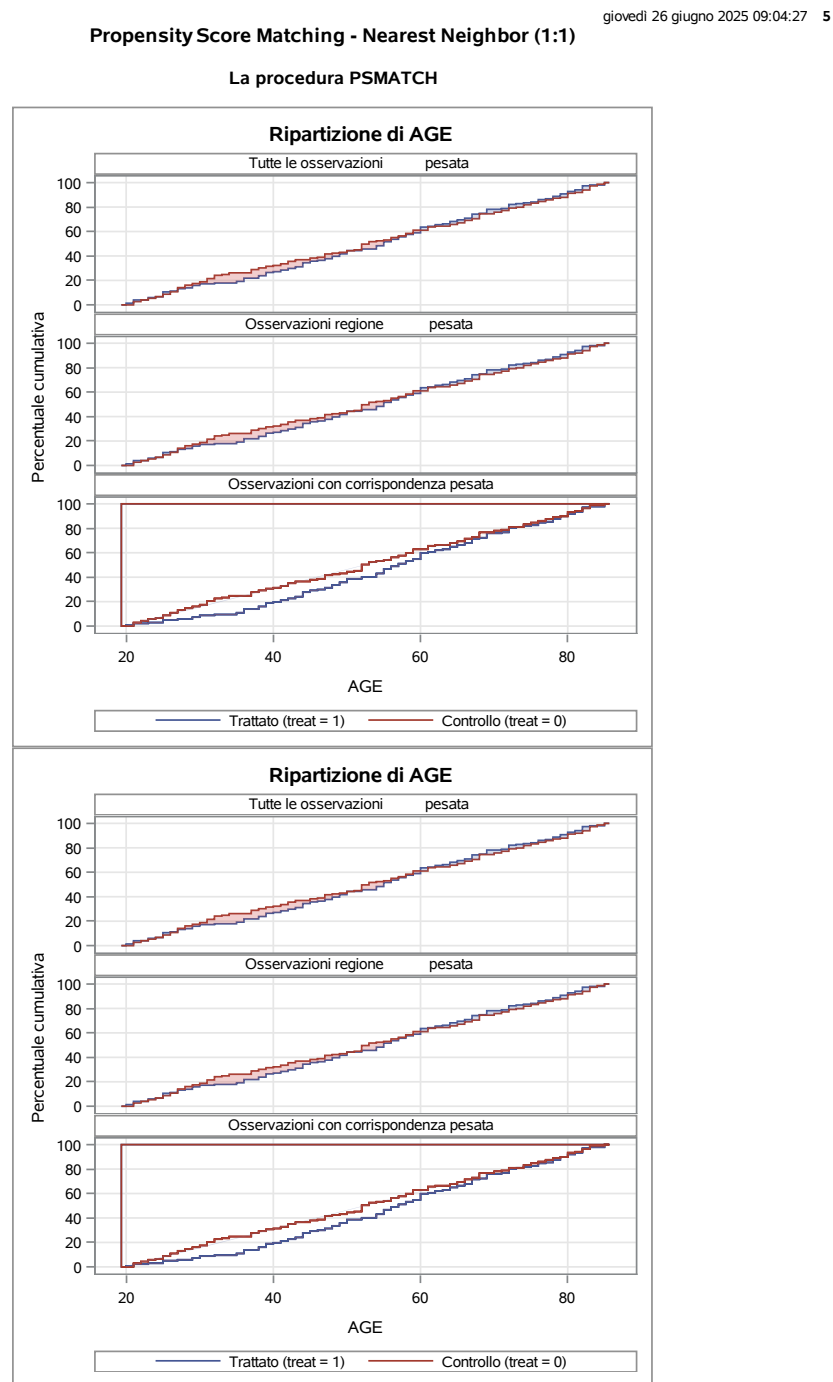 giovedì 26 giugno 2025 09:04:27 5
Propensity Score Matching - Nearest Neighbor (1:1)
La procedura PSMATCH
Ripartizione di AGE
Percentuale cumulativa
Tutte le osservazioni pesata
100
80
60
40
20
0
Osservazioni regione pesata
100
80
60
40
20
0
Osservazioni con corrispondenza pesata
100
80
60
40
20
0
20 40 60 80
AGE
Trattato (treat = 1) Controllo (treat = 0)
Ripartizione di AGE
Percentuale cumulativa
Tutte le osservazioni pesata
100
80
60
40
20
0
Osservazioni regione pesata
100
80
60
40
20
0
Osservazioni con corrispondenza pesata
100
80
60
40
20
0
20 40 60 80
AGE
Trattato (treat = 1) Controllo (treat = 0)